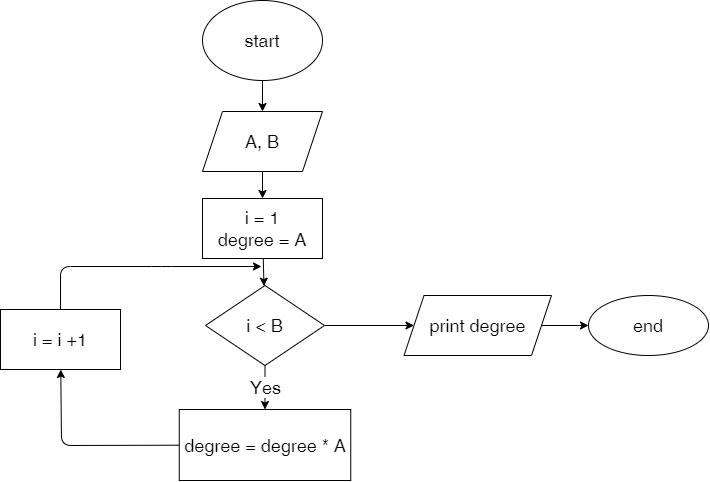 start
A, B
i = 1
degree = A
i < B
print degree
end
i = i +1
Yes
degree = degree * A